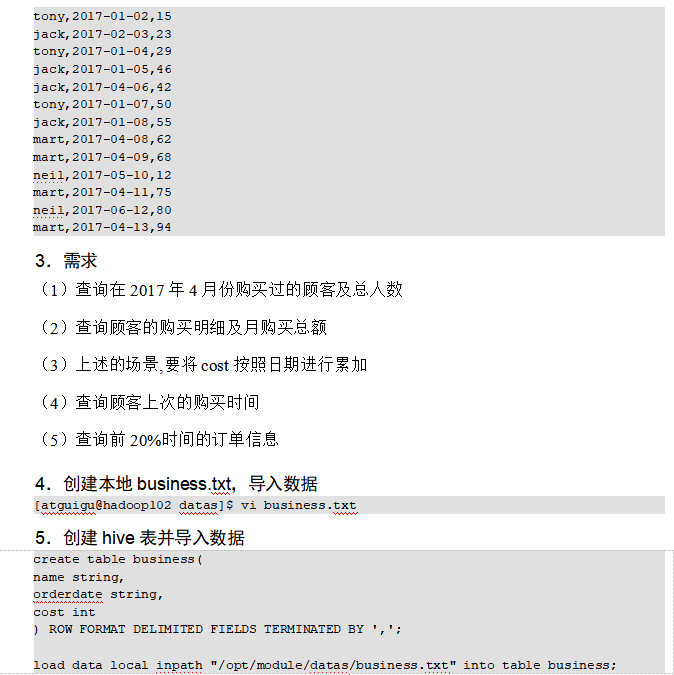 tony,2017-01-02,15
jack,2017-02-03,23
tony,2017-01-04,29
jack,2017-01-05,46
jack,2017-04-06,42
tony,2017-01-07,50
jack,2017-01-08,55
mart,2017-04-08,62
mart,2017-04-09,68
neil,2017-05-10,12
mart,2017-04-11,75
neil,2017-06-12,80
mart,2017-04-13,94
3．需求
（1）查询在 2017 年 4 月份购买过的顾客及总人数
（2）查询顾客的购买明细及月购买总额
（3）上述的场景,要将 cost 按照日期进行累加
（4）查询顾客上次的购买时间
（5）查询前 20%时间的订单信息
4．创建本地 business.txt，导入数据
[atguigu@hadoop102 datas]$ vi business.txt
5．创建 hive 表并导入数据
create table business(
name string,
orderdate string,
cost int
) ROW FORMAT DELIMITED FIELDS TERMINATED BY ',';
load data local inpath "/opt/module/datas/business.txt" into table business;